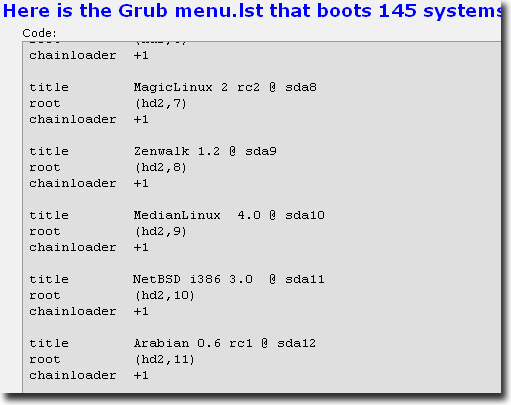 Here is the Grub menu.lst that boots 145 systems
Code:
chainloader +1
title MagicLinux 2 rc2 @ sda8
root (hd2,7)
chainloader +1
title Zenwalk 1.2 @ sda9
root (hd2,8)
chainloader +1
title MedianLinux 4.0 @ sda10
root (hd2,9)
chainloader +1
title NetBSD i386 3.0 @ sda11
root (hd2,10)
chainloader +1
title Arabian 0.6 rc1 @ sda12
root (hd2,11)
chainloader +1